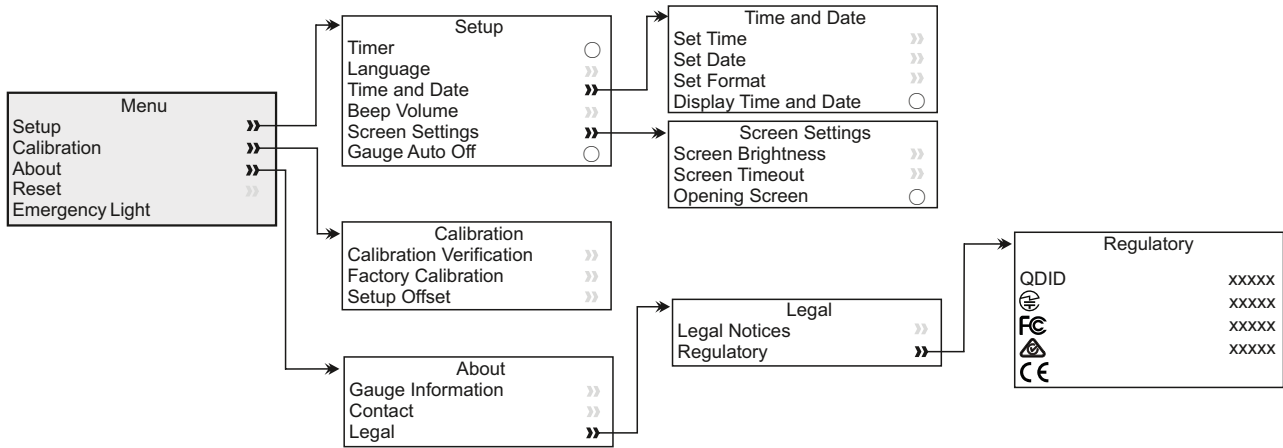 Menu
Setup
Calibration
About
Reset
Emergency Light
Setup
Timer
Language
Time and Date
Beep Volume
Screen Settings
Gauge Auto Off
Time and Date
Set Time
Set Date
Set Format
Display Time and Date
Screen Settings
Screen Brightness
Screen Timeout
Opening Screen
Calibration
Calibration Verification
Factory Calibration
Setup Offset
About
Gauge Information
Contact
Legal
Legal
Legal Notices
Regulatory
Regulatory
QDID xxxxx
xxxxx
FC xxxxx
xxxxx
CE